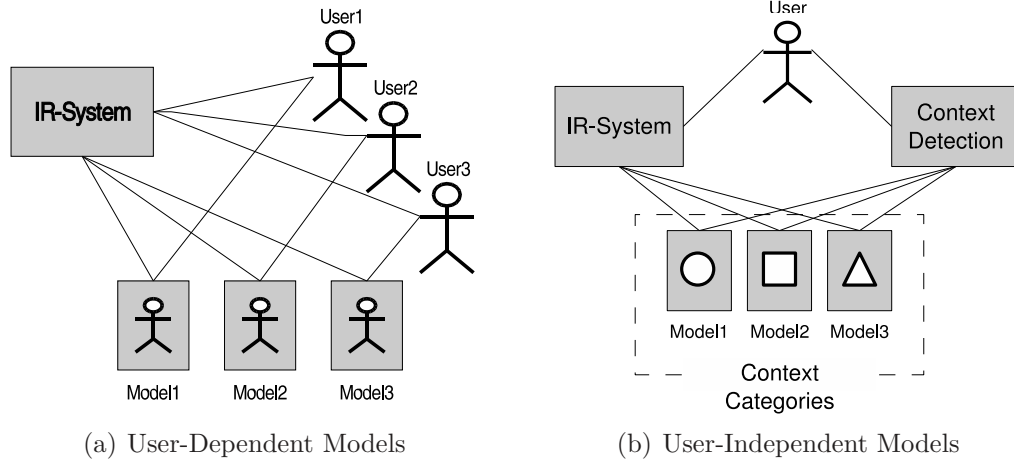 User1
IR-System
User2
User3
Model1 Model2 Model3
(a) User-Dependent Models
User
IR-System
Context
Detection
Model1 Model2 Model3
Context
Categories
(b) User-Independent Models